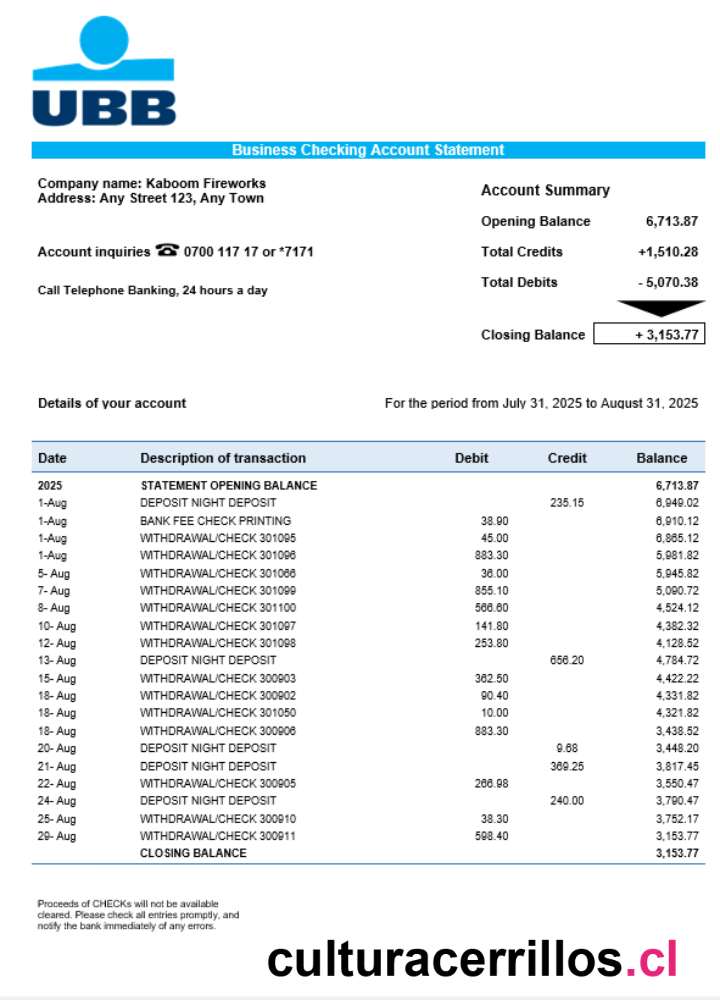 UBB
Business Checking Account Statement
Company name: Kaboom Fireworks
Address: Any Street 123, Any Town
Account inquiries ☎ 0700 117 17 or *7171
Call Telephone Banking, 24 hours a day
Account Summary
Opening Balance 6,713.87
Total Credits +1,510.28
Total Debits - 5,070.38
Closing Balance + 3,153.77
Details of your account For the period from July 31, 2025 to August 31, 2025
Date Description of transaction Debit Credit Balance
2025 STATEMENT OPENING BALANCE 6,713.87
1-Aug DEPOSIT NIGHT DEPOSIT 235.15 6,949.02
1-Aug BANK FEE CHECK PRINTING 38.90 6,910.12
1-Aug WITHDRAWAL/CHECK 301095 45.00 6,865.12
1-Aug WITHDRAWAL/CHECK 301096 883.30 5,981.82
5- Aug WITHDRAWAL/CHECK 301066 36.00 5,945.82
7- Aug WITHDRAWAL/CHECK 301099 855.10 5,090.72
8- Aug WITHDRAWAL/CHECK 301100 566.60 4,524.12
10- Aug WITHDRAWAL/CHECK 301097 141.80 4,382.32
12- Aug WITHDRAWAL/CHECK 301098 253.80 4,128.52
13- Aug DEPOSIT NIGHT DEPOSIT 656.20 4,784.72
15- Aug WITHDRAWAL/CHECK 300903 362.50 4,422.22
18- Aug WITHDRAWAL/CHECK 300902 90.40 4,331.82
18- Aug WITHDRAWAL/CHECK 301050 10.00 4,321.82
18- Aug WITHDRAWAL/CHECK 300906 883.30 3,438.52
20- Aug DEPOSIT NIGHT DEPOSIT 9.68 3,448.20
21- Aug DEPOSIT NIGHT DEPOSIT 369.25 3,817.45
22- Aug WITHDRAWAL/CHECK 300905 266.98 3,550.47
24- Aug DEPOSIT NIGHT DEPOSIT 240.00 3,790.47
25- Aug WITHDRAWAL/CHECK 300910 38.30 3,752.17
29- Aug WITHDRAWAL/CHECK 300911 598.40 3,153.77
CLOSING BALANCE 3,153.77
Proceeds of CHECKs will not be available
cleared. Please check all entries promptly, and
notify the bank immediately of any errors.
culturacerrillos.cl